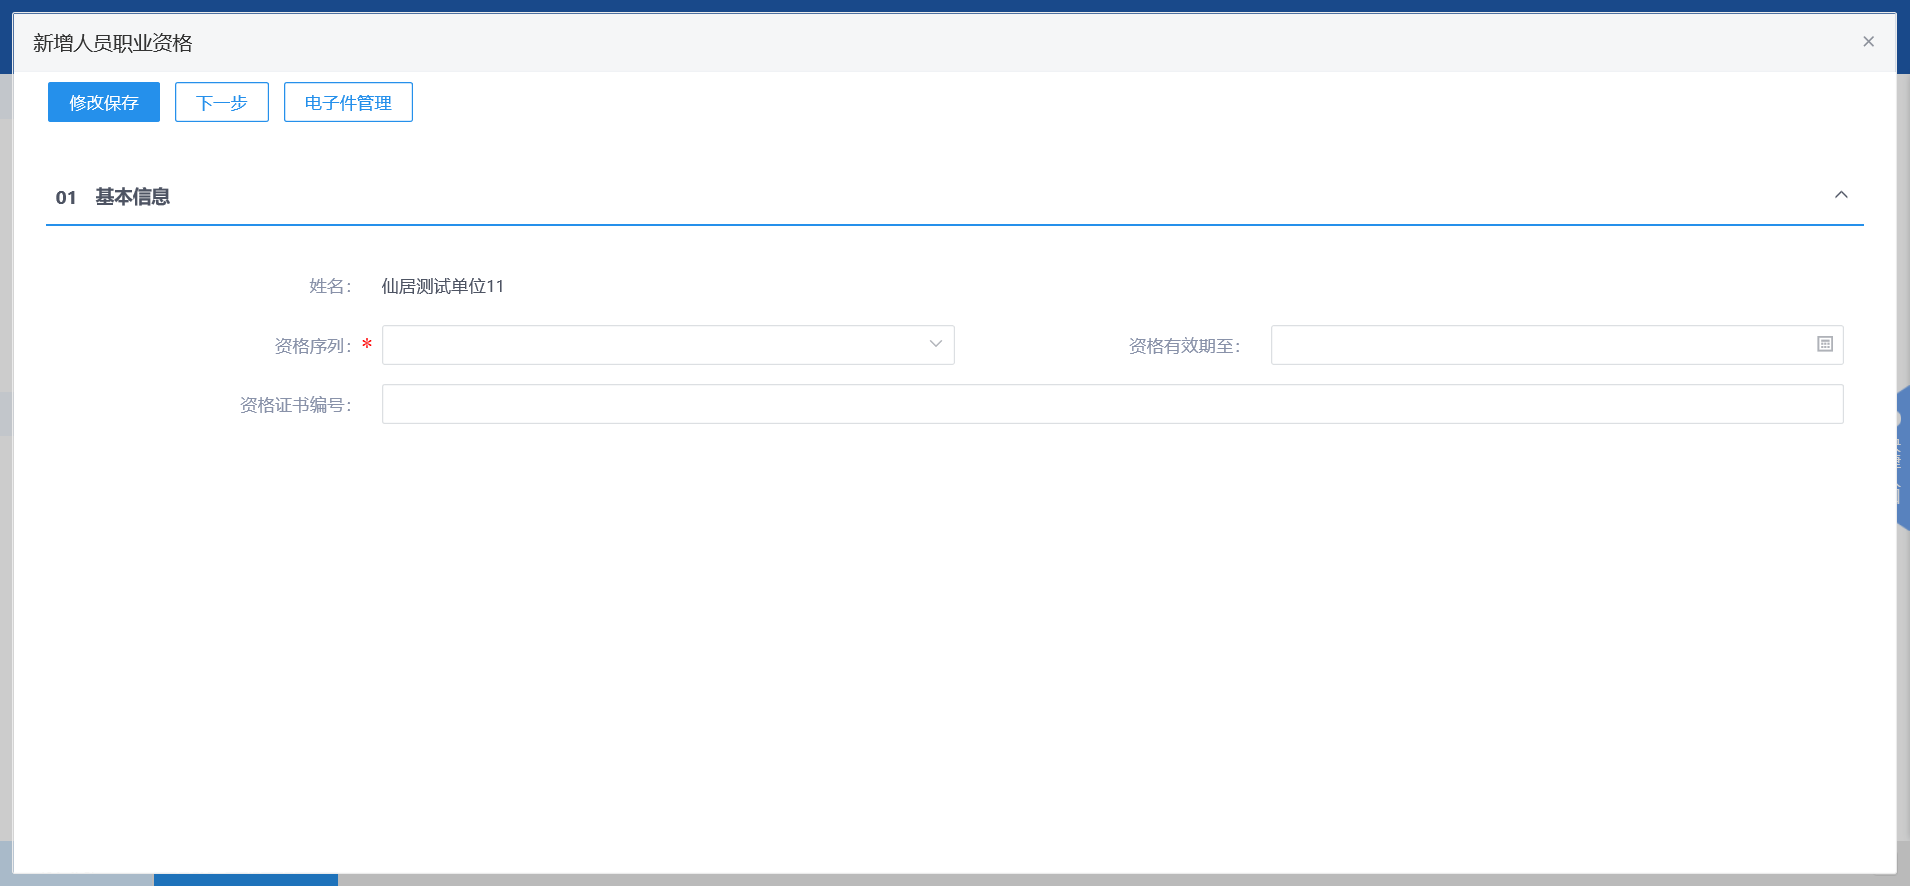 新增人员职业资格
修改保存 下一步 电子件管理
01 基本信息
姓名： 仙居测试单位11
资格序列：* 资格有效期至：
资格证书编号：